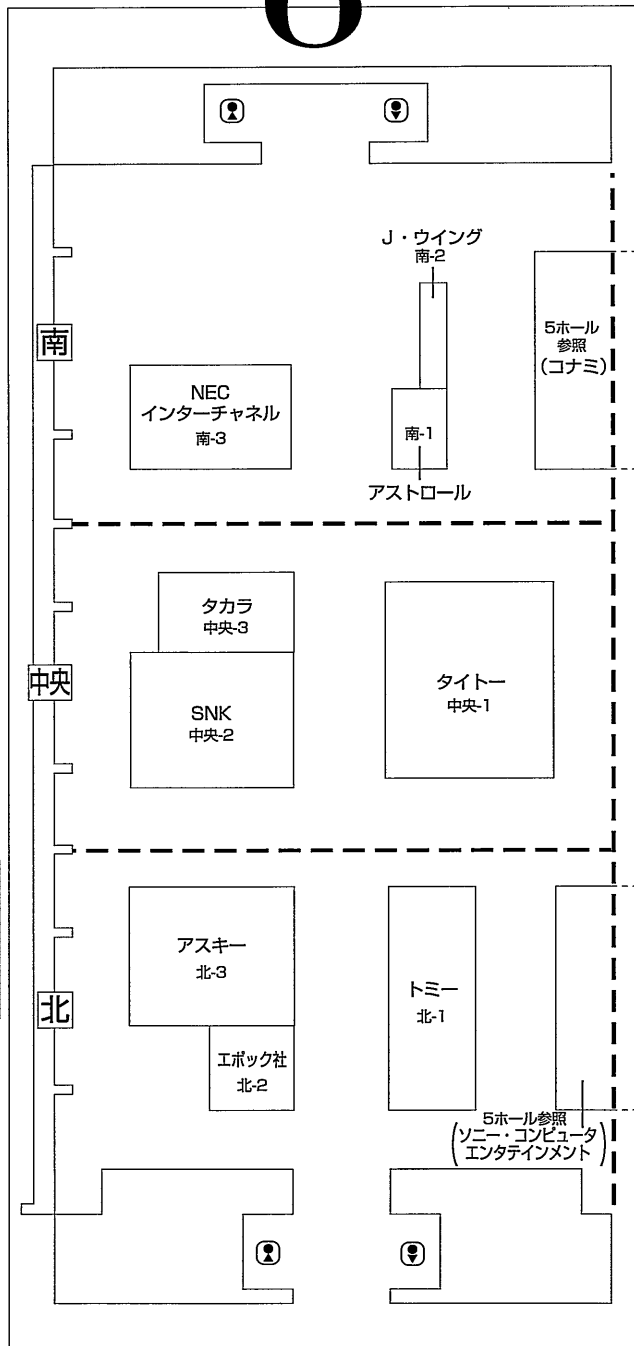 J・ウイング
南-2
5ホール
参照
(コナミ)
南
NEC
インターチャネル
南-3
南-1
アストロール
タカラ
中央-3
中央
SNK
中央-2
タイトー
中央-1
アスキー
北-3
北
トミー
北-1
エポック社
北-2
5ホール参照
(ソニー・コンピュータ
エンタテインメント)